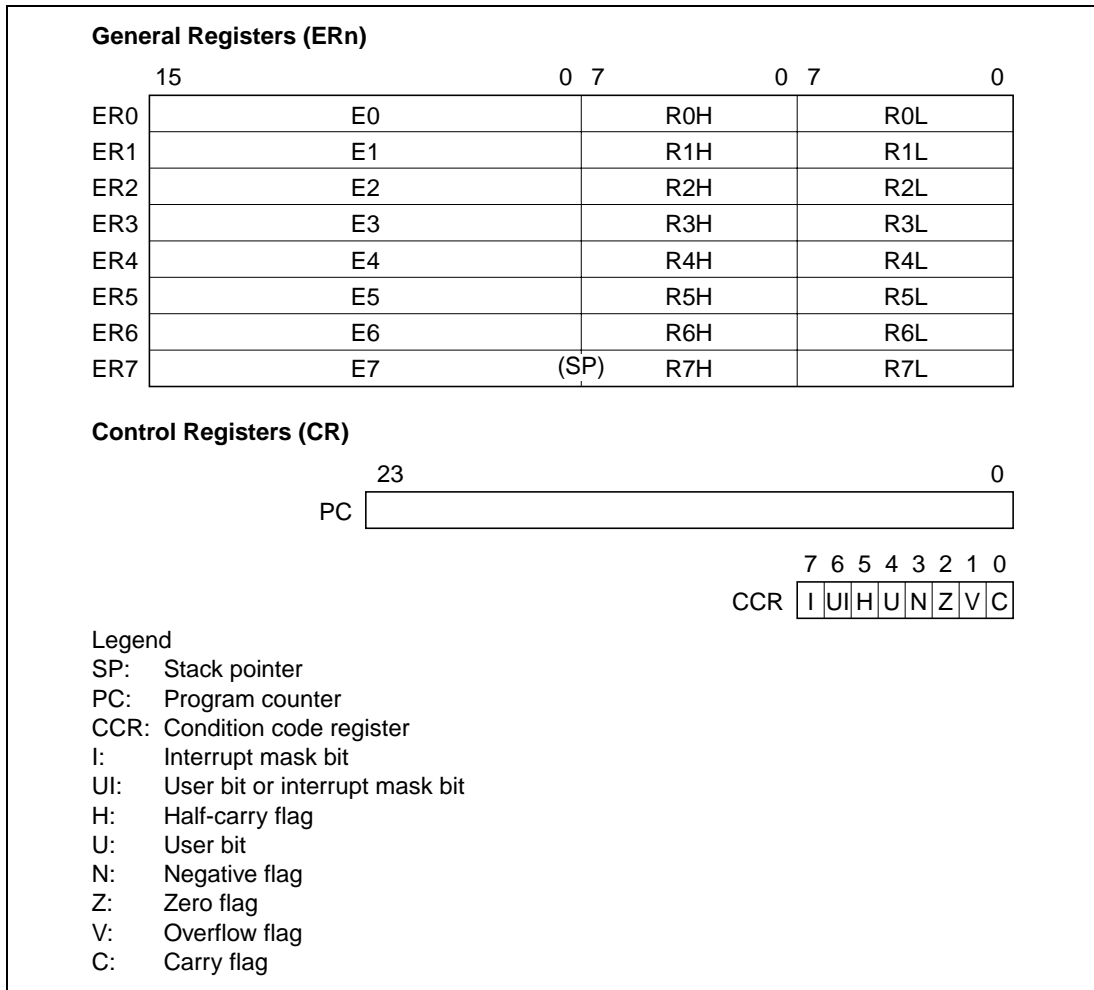 General Registers (ERn)
15 0 7 0 7 0
ER0 E0 R0H R0L
ER1 E1 R1H R1L
ER2 E2 R2H R2L
ER3 E3 R3H R3L
ER4 E4 R4H R4L
ER5 E5 R5H R5L
ER6 E6 R6H R6L
ER7 E7 (SP) R7H R7L
Control Registers (CR)
23 0
PC
7 6 5 4 3 2 1 0
CCR I UI H U N Z V C
Legend
SP: Stack pointer
PC: Program counter
CCR: Condition code register
I: Interrupt mask bit
UI: User bit or interrupt mask bit
H: Half-carry flag
U: User bit
N: Negative flag
Z: Zero flag
V: Overflow flag
C: Carry flag